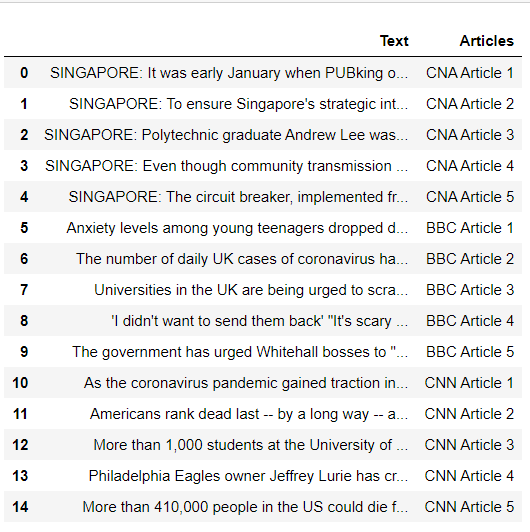 Text Articles
0 SINGAPORE: It was early January when PUBking o... CNA Article 1
1 SINGAPORE: To ensure Singapore's strategic int... CNA Article 2
2 SINGAPORE: Polytechnic graduate Andrew Lee was... CNA Article 3
3 SINGAPORE: Even though community transmission ... CNA Article 4
4 SINGAPORE: The circuit breaker, implemented fr... CNA Article 5
5 Anxiety levels among young teenagers dropped d... BBC Article 1
6 The number of daily UK cases of coronavirus ha... BBC Article 2
7 Universities in the UK are being urged to scra... BBC Article 3
8 'I didn't want to send them back' "It's scary ... BBC Article 4
9 The government has urged Whitehall bosses to "... BBC Article 5
10 As the coronavirus pandemic gained traction in... CNN Article 1
11 Americans rank dead last -- by a long way -- a... CNN Article 2
12 More than 1,000 students at the University of ... CNN Article 3
13 Philadelphia Eagles owner Jeffrey Lurie has cr... CNN Article 4
14 More than 410,000 people in the US could die f... CNN Article 5